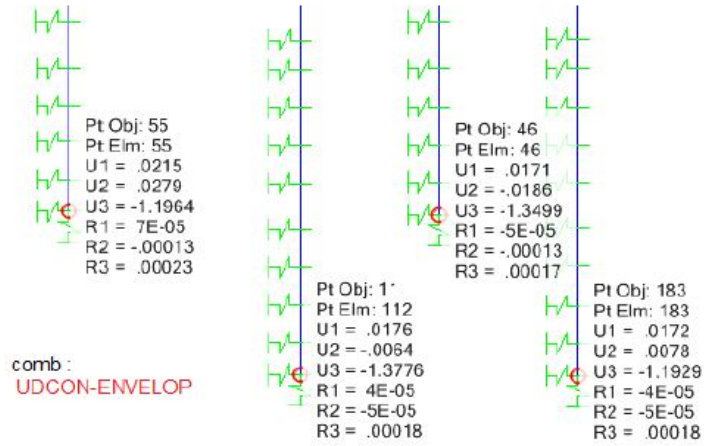 Pt Obj: 55
Pt Elm: 55
U1 = .0215
U2 = .0279
U3 = -1.1964
R1 = 7E-05
R2 = -.00013
R3 = .00023
Pt Obj: 46
Pt Elm: 46
U1 = .0171
U2 = -.0186
U3 = -1.3499
R1 = -5E-05
R2 = -.00013
R3 = .00017
Pt Obj:
Pt Elm: 112
U1 = .0176
U2 = -.0064
U3 = -1.3776
R1 = 4E-05
R2 = -5E-05
R3 = .00018
Pt Obj: 183
Pt Elm: 183
U1 = .0172
U2 = .0078
U3 = -1.1929
R1 = -4E-05
R2 = -5E-05
R3 = .00018
comb :
UDCON-ENVELOP